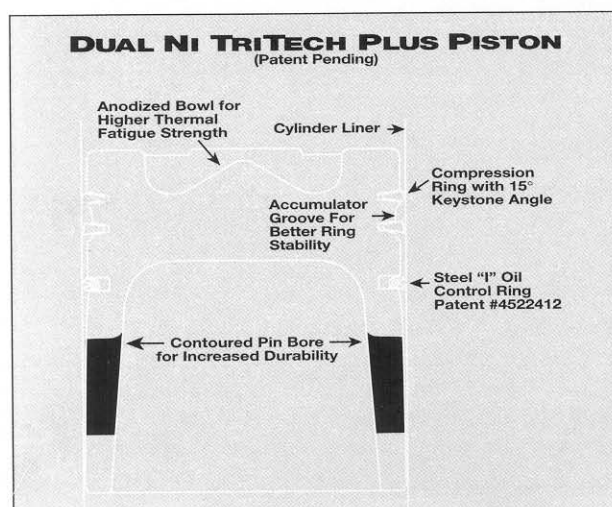 DUAL NI TRITECH PLUS PISTON
(Patent Pending)
Anodized Bowl for
Higher Thermal
Fatigue Strength
Cylinder Liner
Compression
Ring with 15°
Keystone Angle
Accumulator
Groove For
Better Ring
Stability
Steel “I” Oil
Control Ring
Patent #4522412
Contoured Pin Bore
for Increased Durability